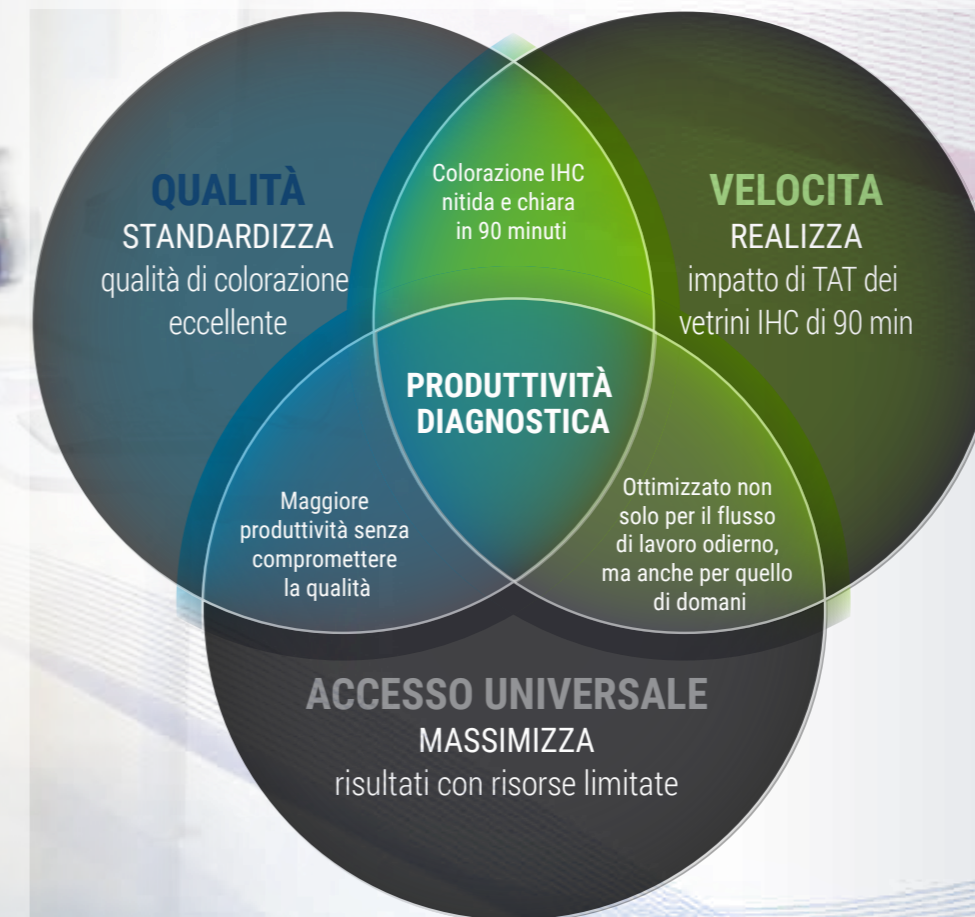 QUALITÀ
STANDARDIZZA
qualità di colorazione
eccellente
Colorazione IHC
nitida e chiara
in 90 minuti
VELOCITA
REALIZZA
impatto di TAT dei
vetrini IHC di 90 min
PRODUTTIVITÀ
DIAGNOSTICA
Maggiore
produttività senza
compromettere
la qualità
Ottimizzato non
solo per il flusso
di lavoro odierno,
ma anche per quello
di domani
ACCESSO UNIVERSALE
MASSIMIZZA
risultati con risorse limitate